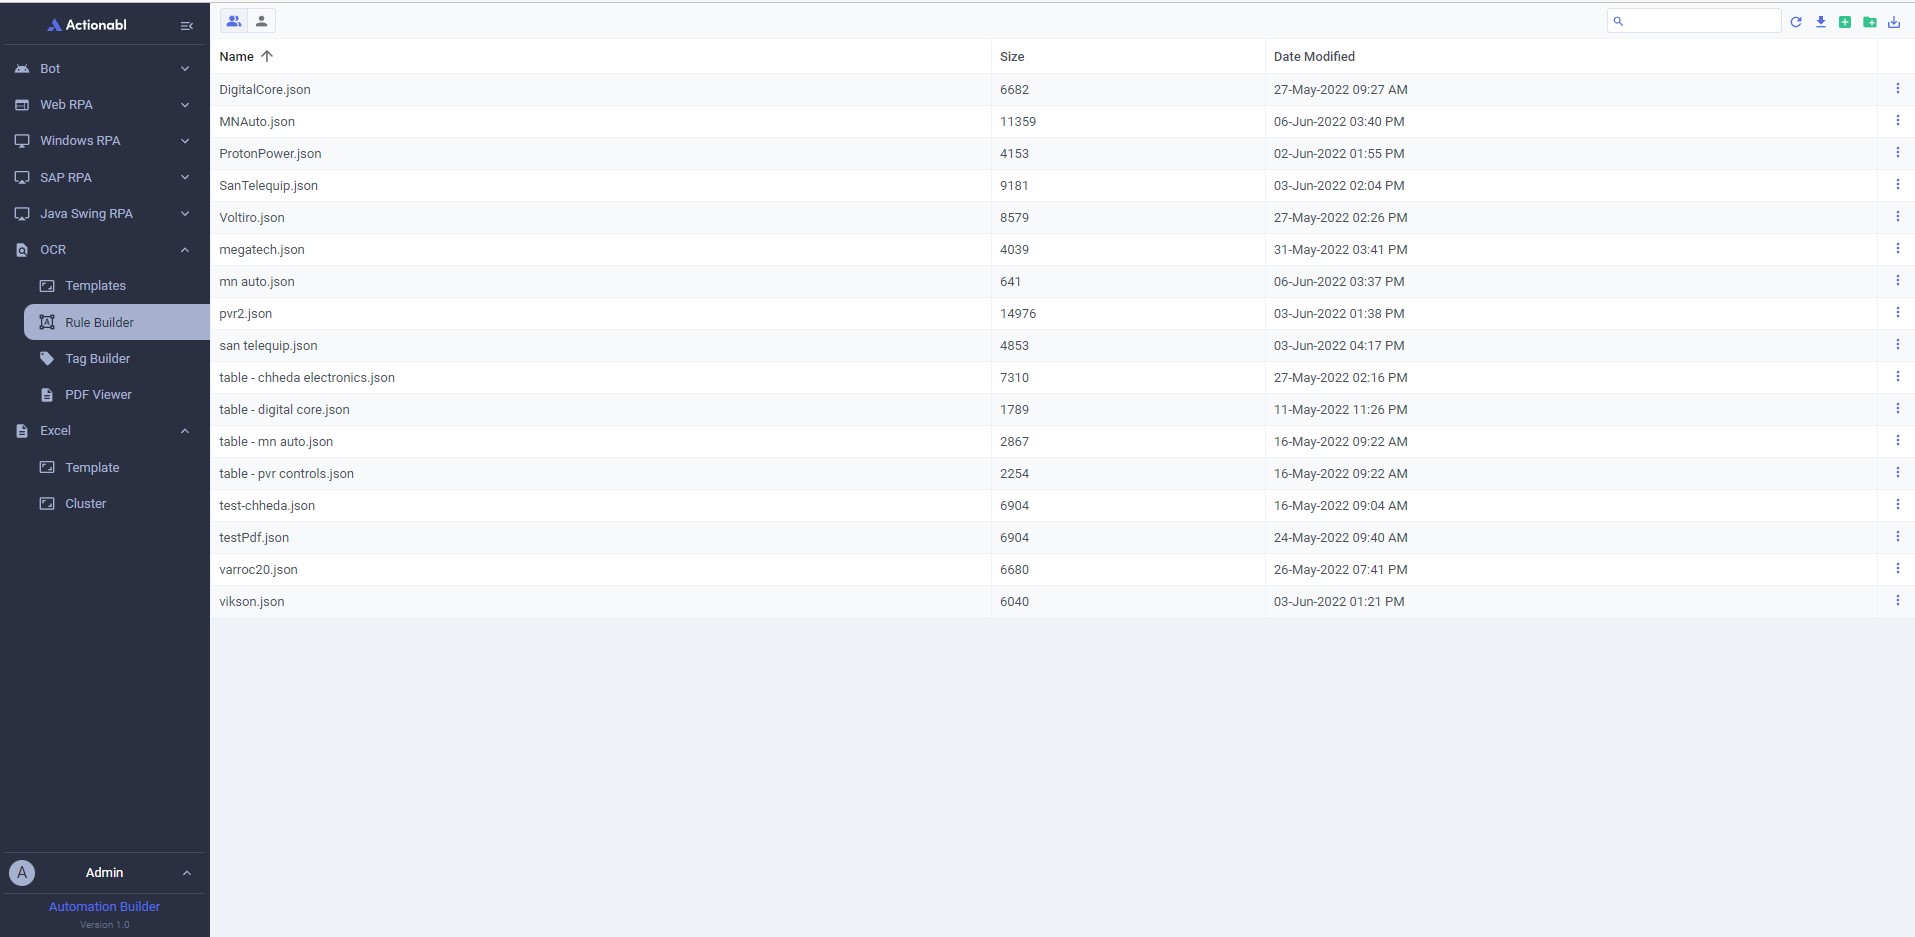 Actionabl
Bot
Web RPA
Windows RPA
SAP RPA
Java Swing RPA
OCR
Templates
Rule Builder
Tag Builder
PDF Viewer
Excel
Template
Cluster
A Admin
Automation Builder
Version 1.0
Name Size Date Modified
DigitalCore.json 6682 27-May-2022 09:27 AM
MNAuto.json 11359 06-Jun-2022 03:40 PM
ProtonPower.json 4153 02-Jun-2022 01:55 PM
SanTelequip.json 9181 03-Jun-2022 02:04 PM
Voltiro.json 8579 27-May-2022 02:26 PM
megatech.json 4039 31-May-2022 03:41 PM
mn auto.json 641 06-Jun-2022 03:37 PM
pvr2.json 14976 03-Jun-2022 01:38 PM
san telequip.json 4853 03-Jun-2022 04:17 PM
table - chheda electronics.json 7310 27-May-2022 02:16 PM
table - digital core.json 1789 11-May-2022 11:26 PM
table - mn auto.json 2867 16-May-2022 09:22 AM
table - pvr controls.json 2254 16-May-2022 09:22 AM
test-chheda.json 6904 16-May-2022 09:04 AM
testPdf.json 6904 24-May-2022 09:40 AM
varroc20.json 6680 26-May-2022 07:41 PM
vikson.json 6040 03-Jun-2022 01:21 PM